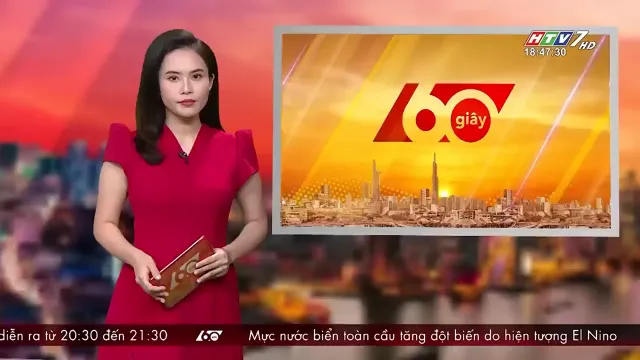 HTV7 HD
18:47:30
60 giây
60
diễn ra từ 20:30 đến 21:30 60 Mực nước biển toàn cầu tăng đột biến do hiện tượng El Nino